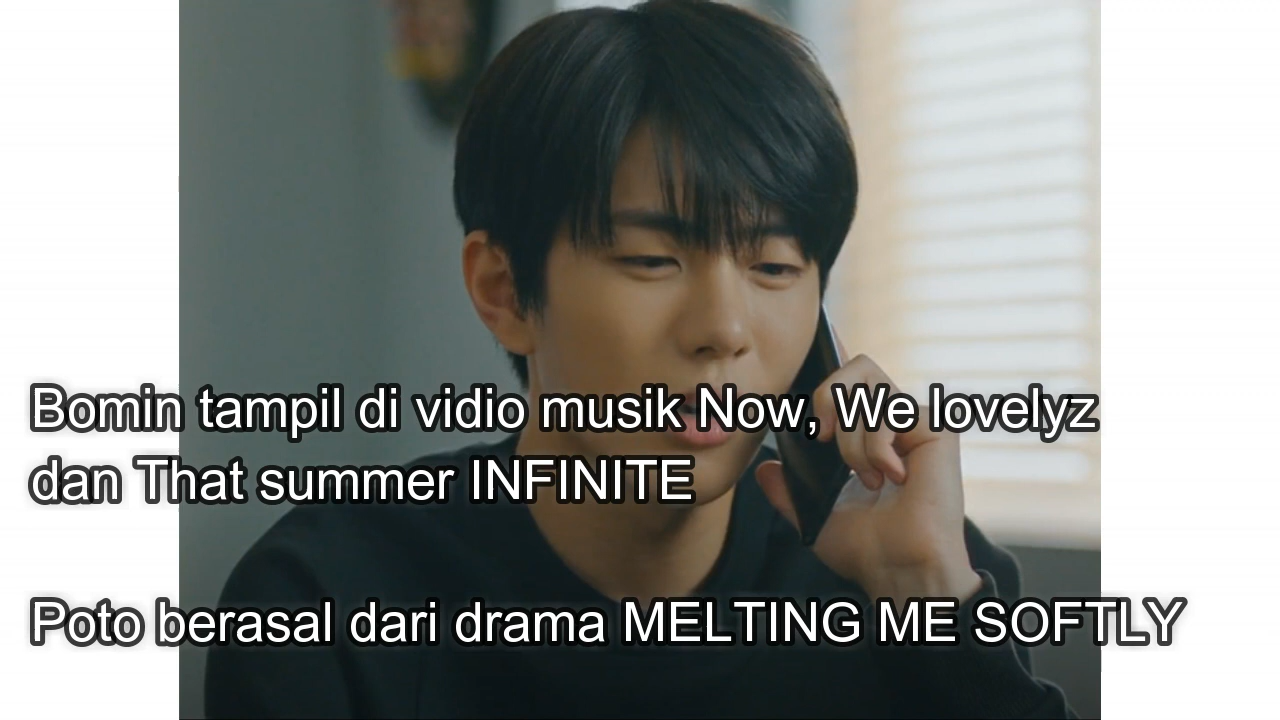 Bomin tampil di vidio musik Now, We lovelyz
dan That summer INFINITE
Poto berasal dari drama MELTING ME SOFTLY